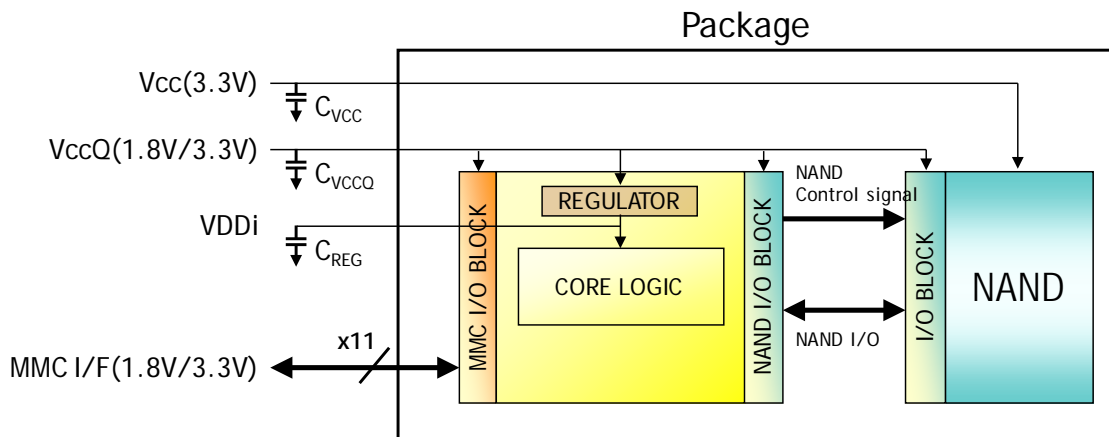 Package
Vcc(3.3V)
CVCC
VccQ(1.8V/3.3V)
CVCCQ
NAND
Control signal
REGULATOR
VDDi
CREG
MMC I/O BLOCK
CORE LOGIC
NAND I/O BLOCK
I/O BLOCK
NAND
NAND I/O
x11
MMC I/F(1.8V/3.3V)